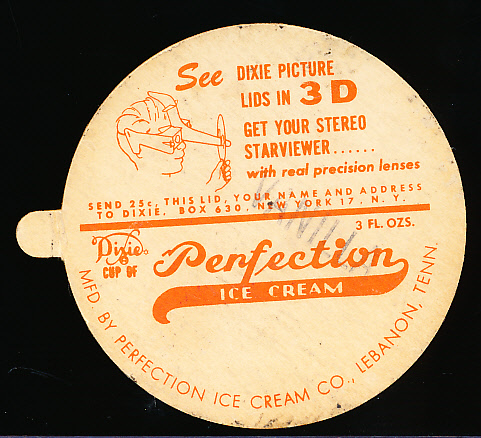 See DIXIE PICTURE
LIDS IN 3D
GET YOUR STEREO
STARVIEWER......
with real precision lenses
SEND 25c, THIS LID, YOUR NAME AND ADDRESS
TO DIXIE, BOX 630, NEW YORK 17, N. Y.
3 FL. OZS.
Dixie
CUP OF
Perfection
ICE CREAM
MFD. BY PERFECTION ICE CREAM CO., LEBANON, TENN.
VANILLA